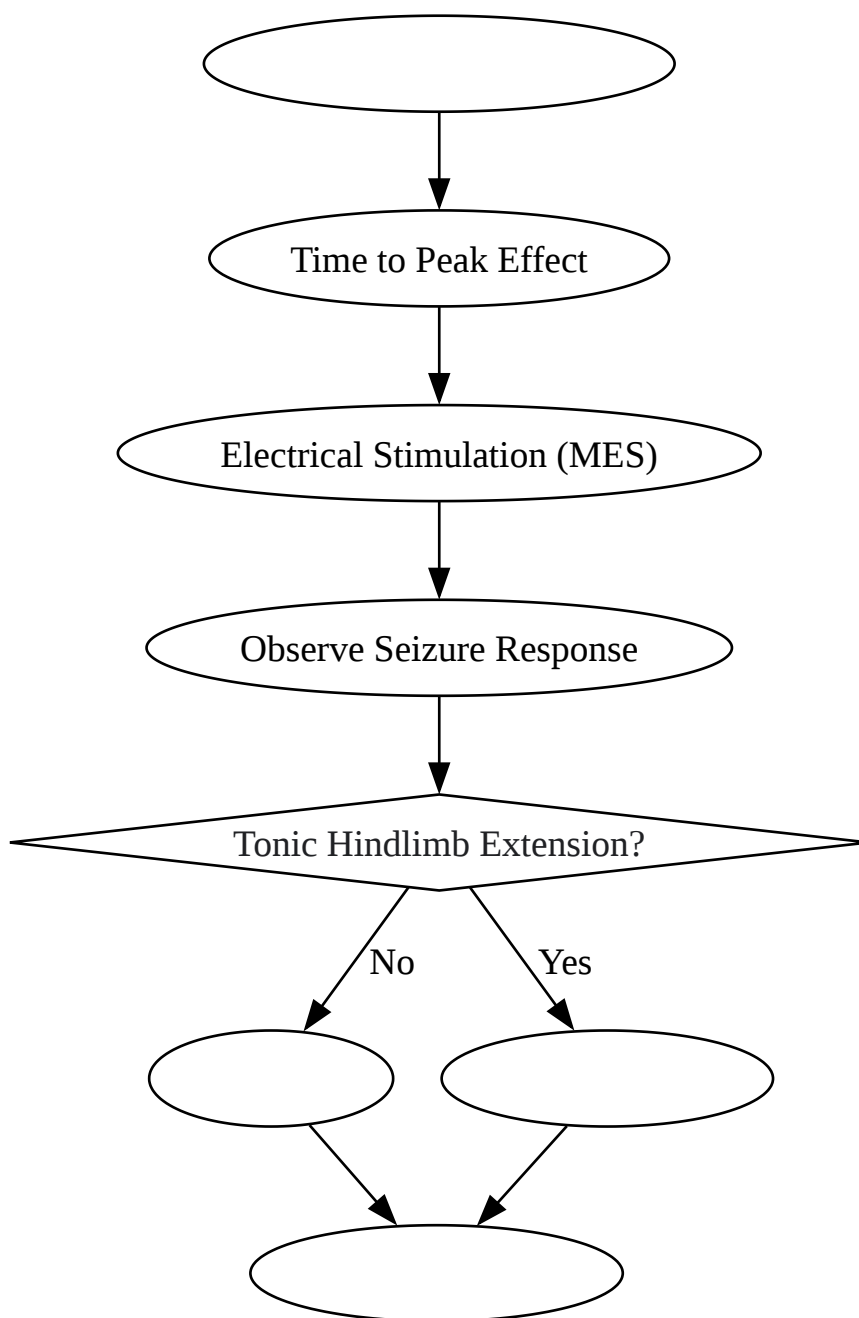 Time to Peak Effect
Electrical Stimulation (MES)
Observe Seizure Response
Tonic Hindlimb Extension?
No
Yes